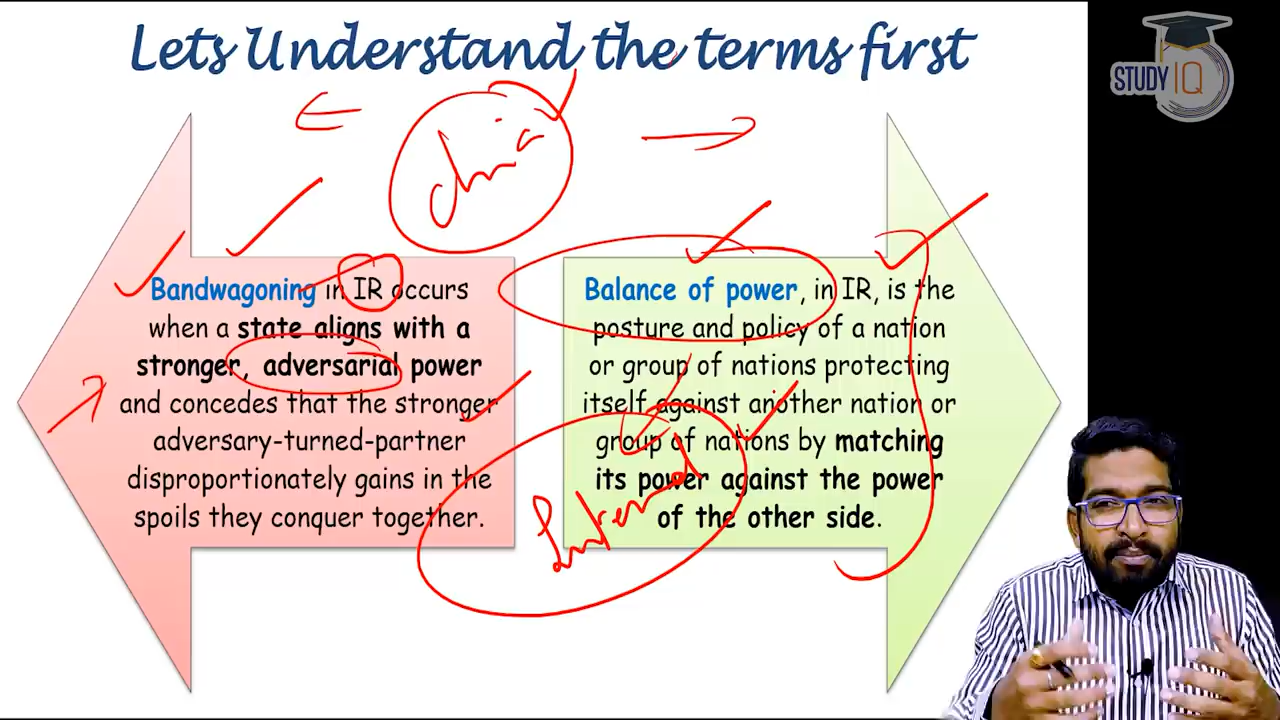 Lets Understand the terms first
STUDY IQ
China
Bandwagoning in IR occurs
when a state aligns with a
stronger, adversarial power
and concedes that the stronger
adversary-turned-partner
disproportionately gains in the
spoils they conquer together.
Balance of power, in IR, is the
posture and policy of a nation
or group of nations protecting
itself against another nation or
group of nations by matching
its power against the power
of the other side.
Internal